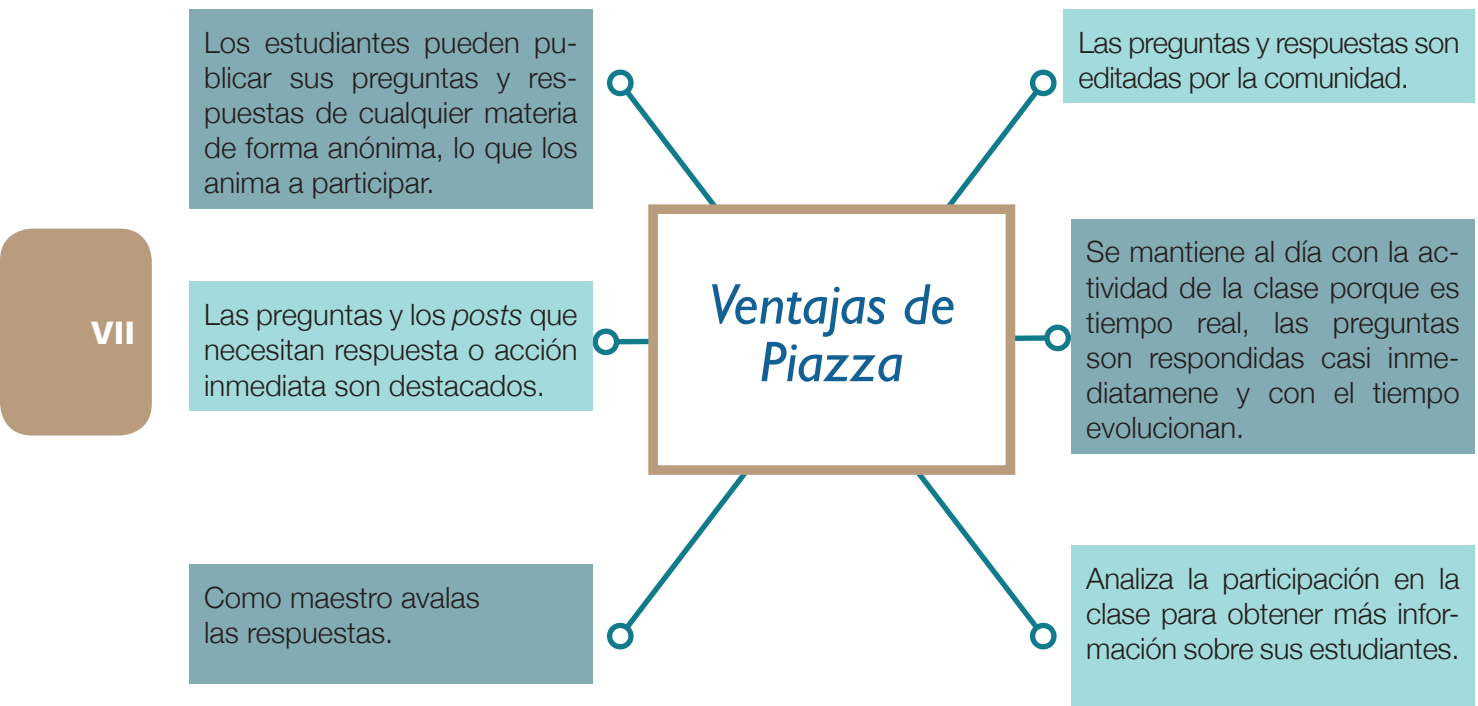 Los estudiantes pueden pu-
blicar sus preguntas y res-
puestas de cualquier materia
de forma anónima, lo que los
anima a participar.
Las preguntas y respuestas son
editadas por la comunidad.
VII
Las preguntas y los posts que
necesitan respuesta o acción
inmediata son destacados.
Ventajas de
Piazza
Se mantiene al día con la ac-
tividad de la clase porque es
tiempo real, las preguntas
son respondidas casi inme-
diatamene y con el tiempo
evolucionan.
Como maestro avalas
las respuestas.
Analiza la participación en la
clase para obtener más infor-
mación sobre sus estudiantes.